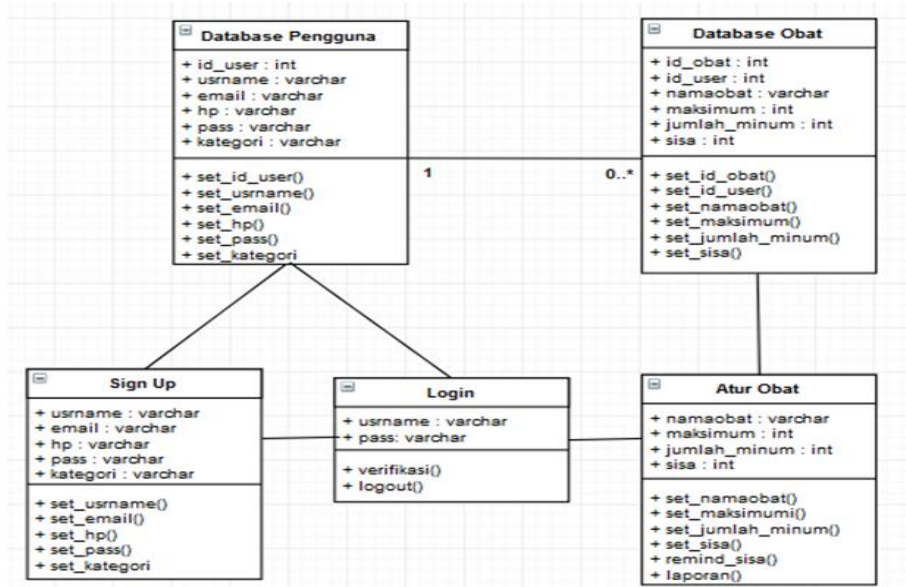 Database Pengguna
+ id_user : int
+ usrname : varchar
+ email : varchar
+ hp : varchar
+ pass : varchar
+ kategori : varchar
+ set_id_user()
+ set_usrname()
+ set_email()
+ set_hp()
+ set_pass()
+ set_kategori
1
0..*
Database Obat
+ id_obat : int
+ id_user : int
+ namaobat : varchar
+ maksimum : int
+ jumlah_minum : int
+ sisa : int
+ set_id_obat()
+ set_id_user()
+ set_namaobat()
+ set_maksimum()
+ set_jumlah_minum()
+ set_sisa()
Sign Up
+ usrname : varchar
+ email : varchar
+ hp : varchar
+ pass : varchar
+ kategori : varchar
+ set_usrname()
+ set_email()
+ set_hp()
+ set_pass()
+ set_kategori
Login
+ usrname : varchar
+ pass: varchar
+ verifikasi()
+ logout()
Atur Obat
+ namaobat : varchar
+ maksimum : int
+ jumlah_minum : int
+ sisa : int
+ set_namaobat()
+ set_maksimumi()
+ set_jumlah_minum()
+ set_sisa()
+ remind_sisa()
+ laporan()